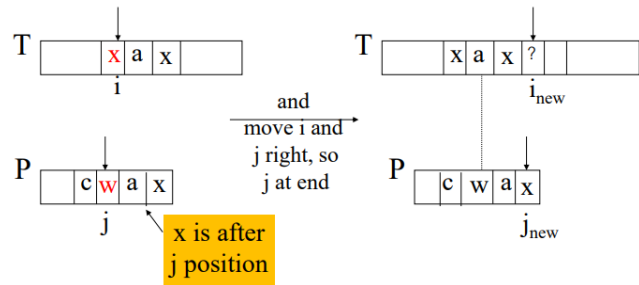 T x a x
i
P c w a x
j
x is after
j position
and
move i and
j right, so
j at end
T x a x ?
i new
P c w a x
j new